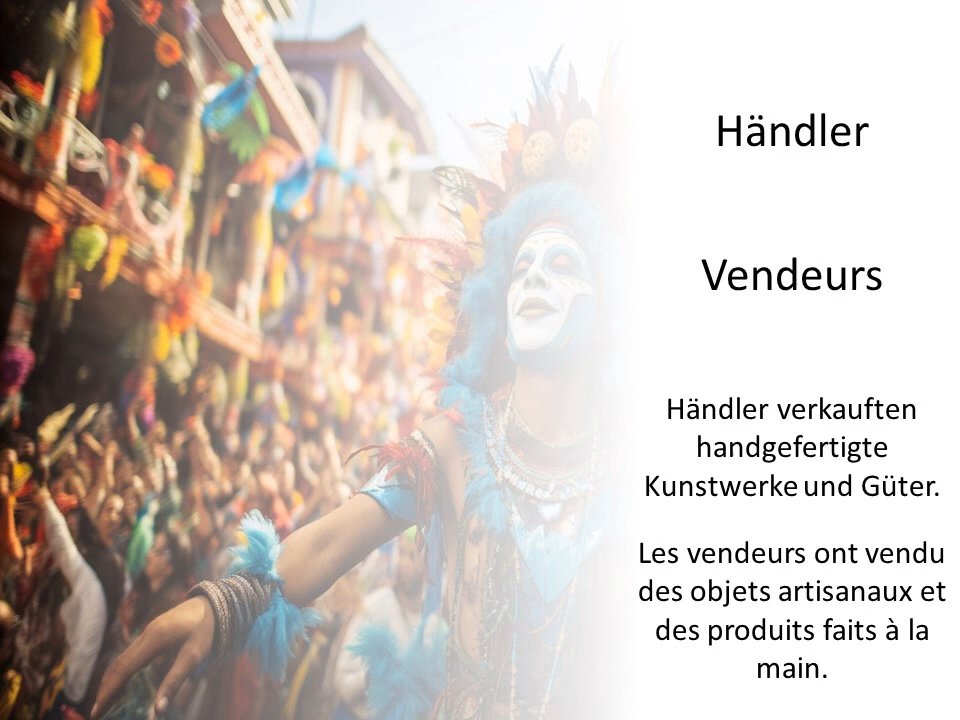 Händler
Vendeurs
Händler verkauften
handgefertigte
Kunstwerke und Güter.
Les vendeurs ont vendu
des objets artisanaux et
des produits faits à la
main.